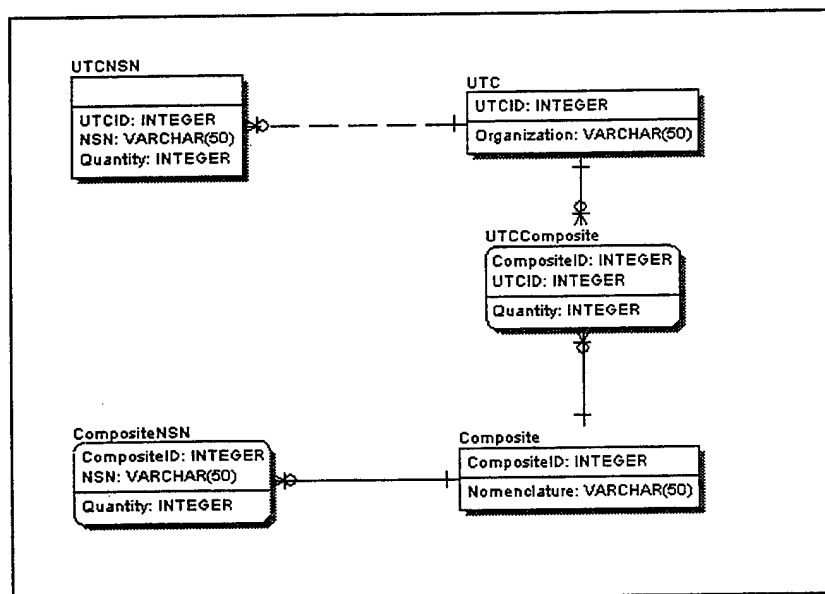 UTCNSN
UTCID: INTEGER
NSN: VARCHAR(50)
Quantity: INTEGER
UTC
UTCID: INTEGER
Organization: VARCHAR(50)
UTCComposite
CompositeID: INTEGER
UTCID: INTEGER
Quantity: INTEGER
CompositeNSN
CompositeID: INTEGER
NSN: VARCHAR(50)
Quantity: INTEGER
Composite
CompositeID: INTEGER
Nomenclature: VARCHAR(50)